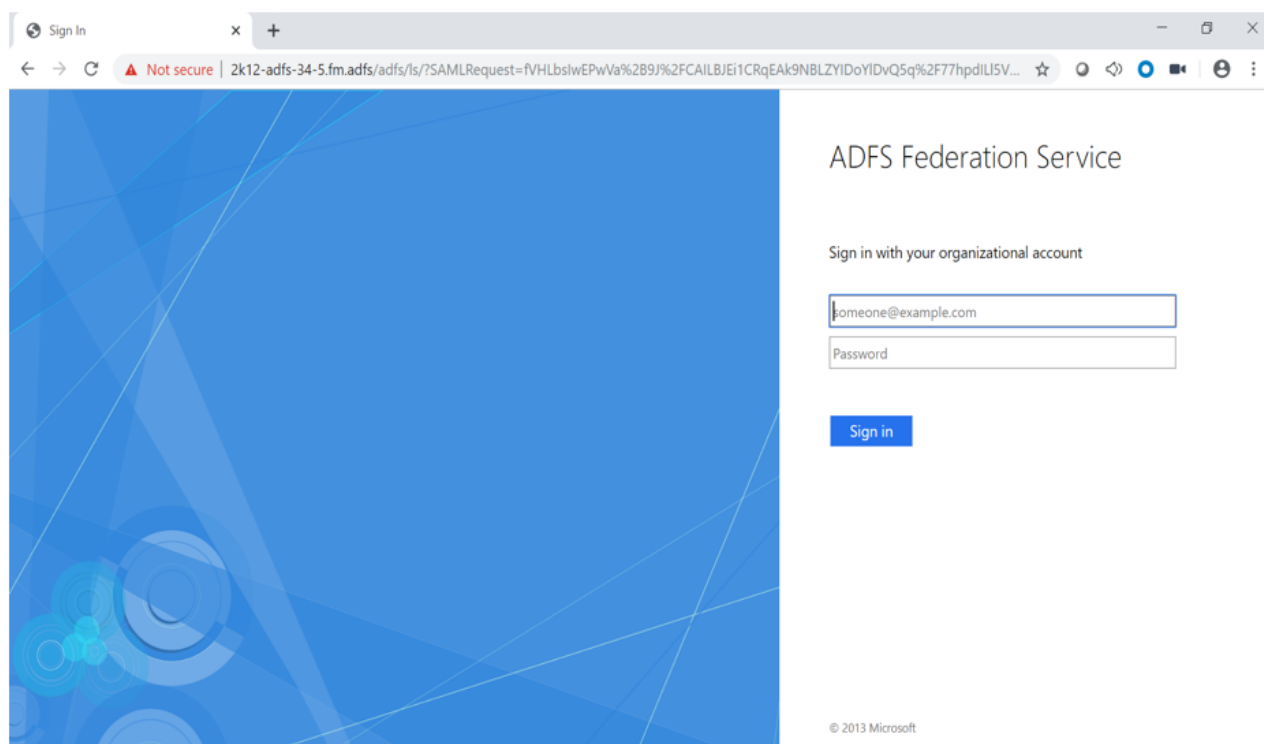 Sign In
Not secure | 2k12-adfs-34-5.fm.adfs/adfs/ls/?SAMLRequest=fVHLbsIwEPwVa%2B9J%2FCAILBJEi1CRqEAk9NBLZYIDoYlDvQ5q%2F77hpdILl5V...
ADFS Federation Service
Sign in with your organizational account
someone@example.com
Password
Sign in
© 2013 Microsoft